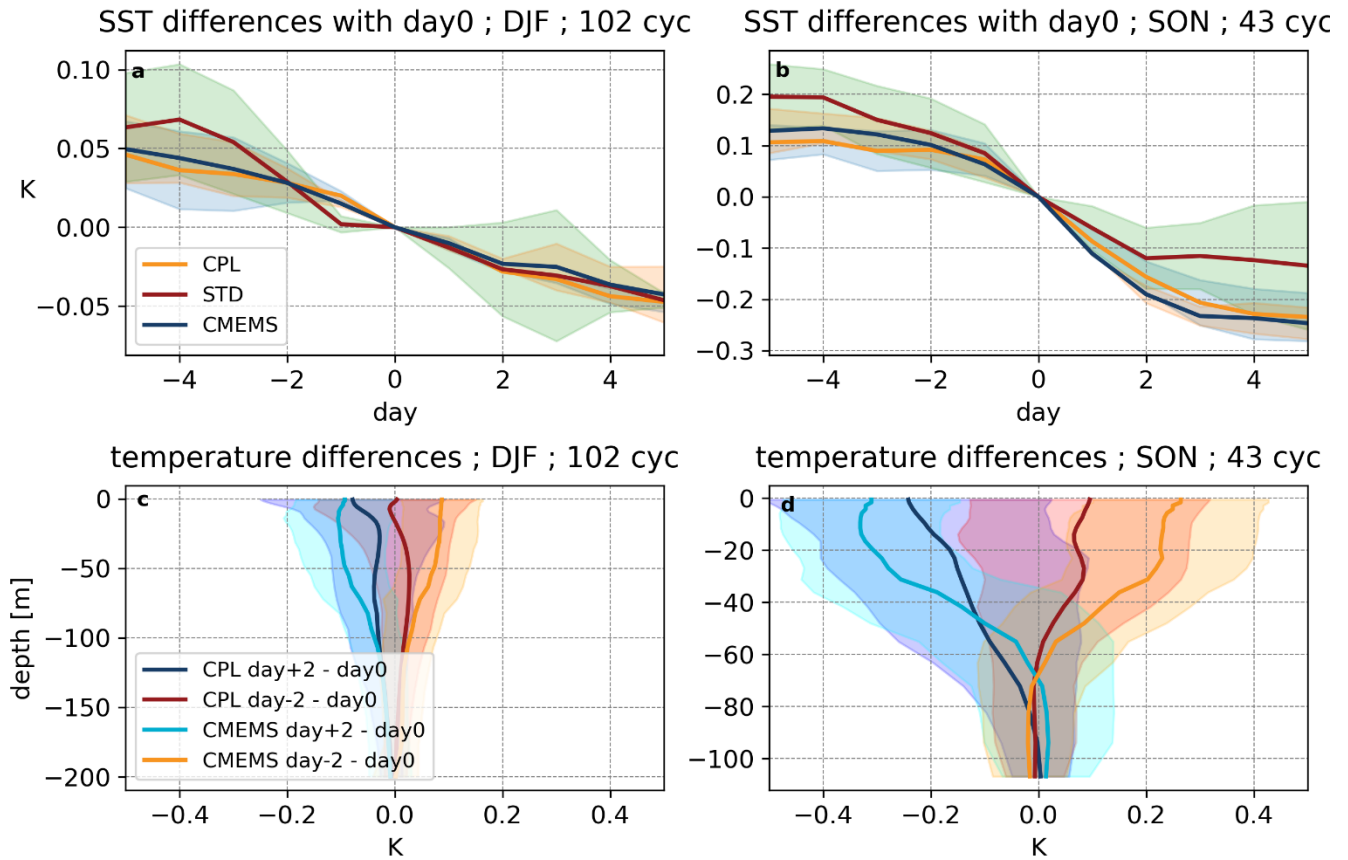 SST differences with day0 ; DJF ; 102 cyc
a
0.10
0.05
0.00
−0.05
K
CPL
STD
CMEMS
−4 −2 0 2 4
day
SST differences with day0 ; SON ; 43 cyc
b
0.2
0.1
0.0
−0.1
−0.2
−0.3
−4 −2 0 2 4
day
temperature differences ; DJF ; 102 cyc
c
0
−50
−100
−150
−200
depth [m]
CPL day+2 - day0
CPL day-2 - day0
CMEMS day+2 - day0
CMEMS day-2 - day0
−0.4 −0.2 0.0 0.2 0.4
K
temperature differences ; SON ; 43 cyc
d
0
−20
−40
−60
−80
−100
−0.4 −0.2 0.0 0.2 0.4
K